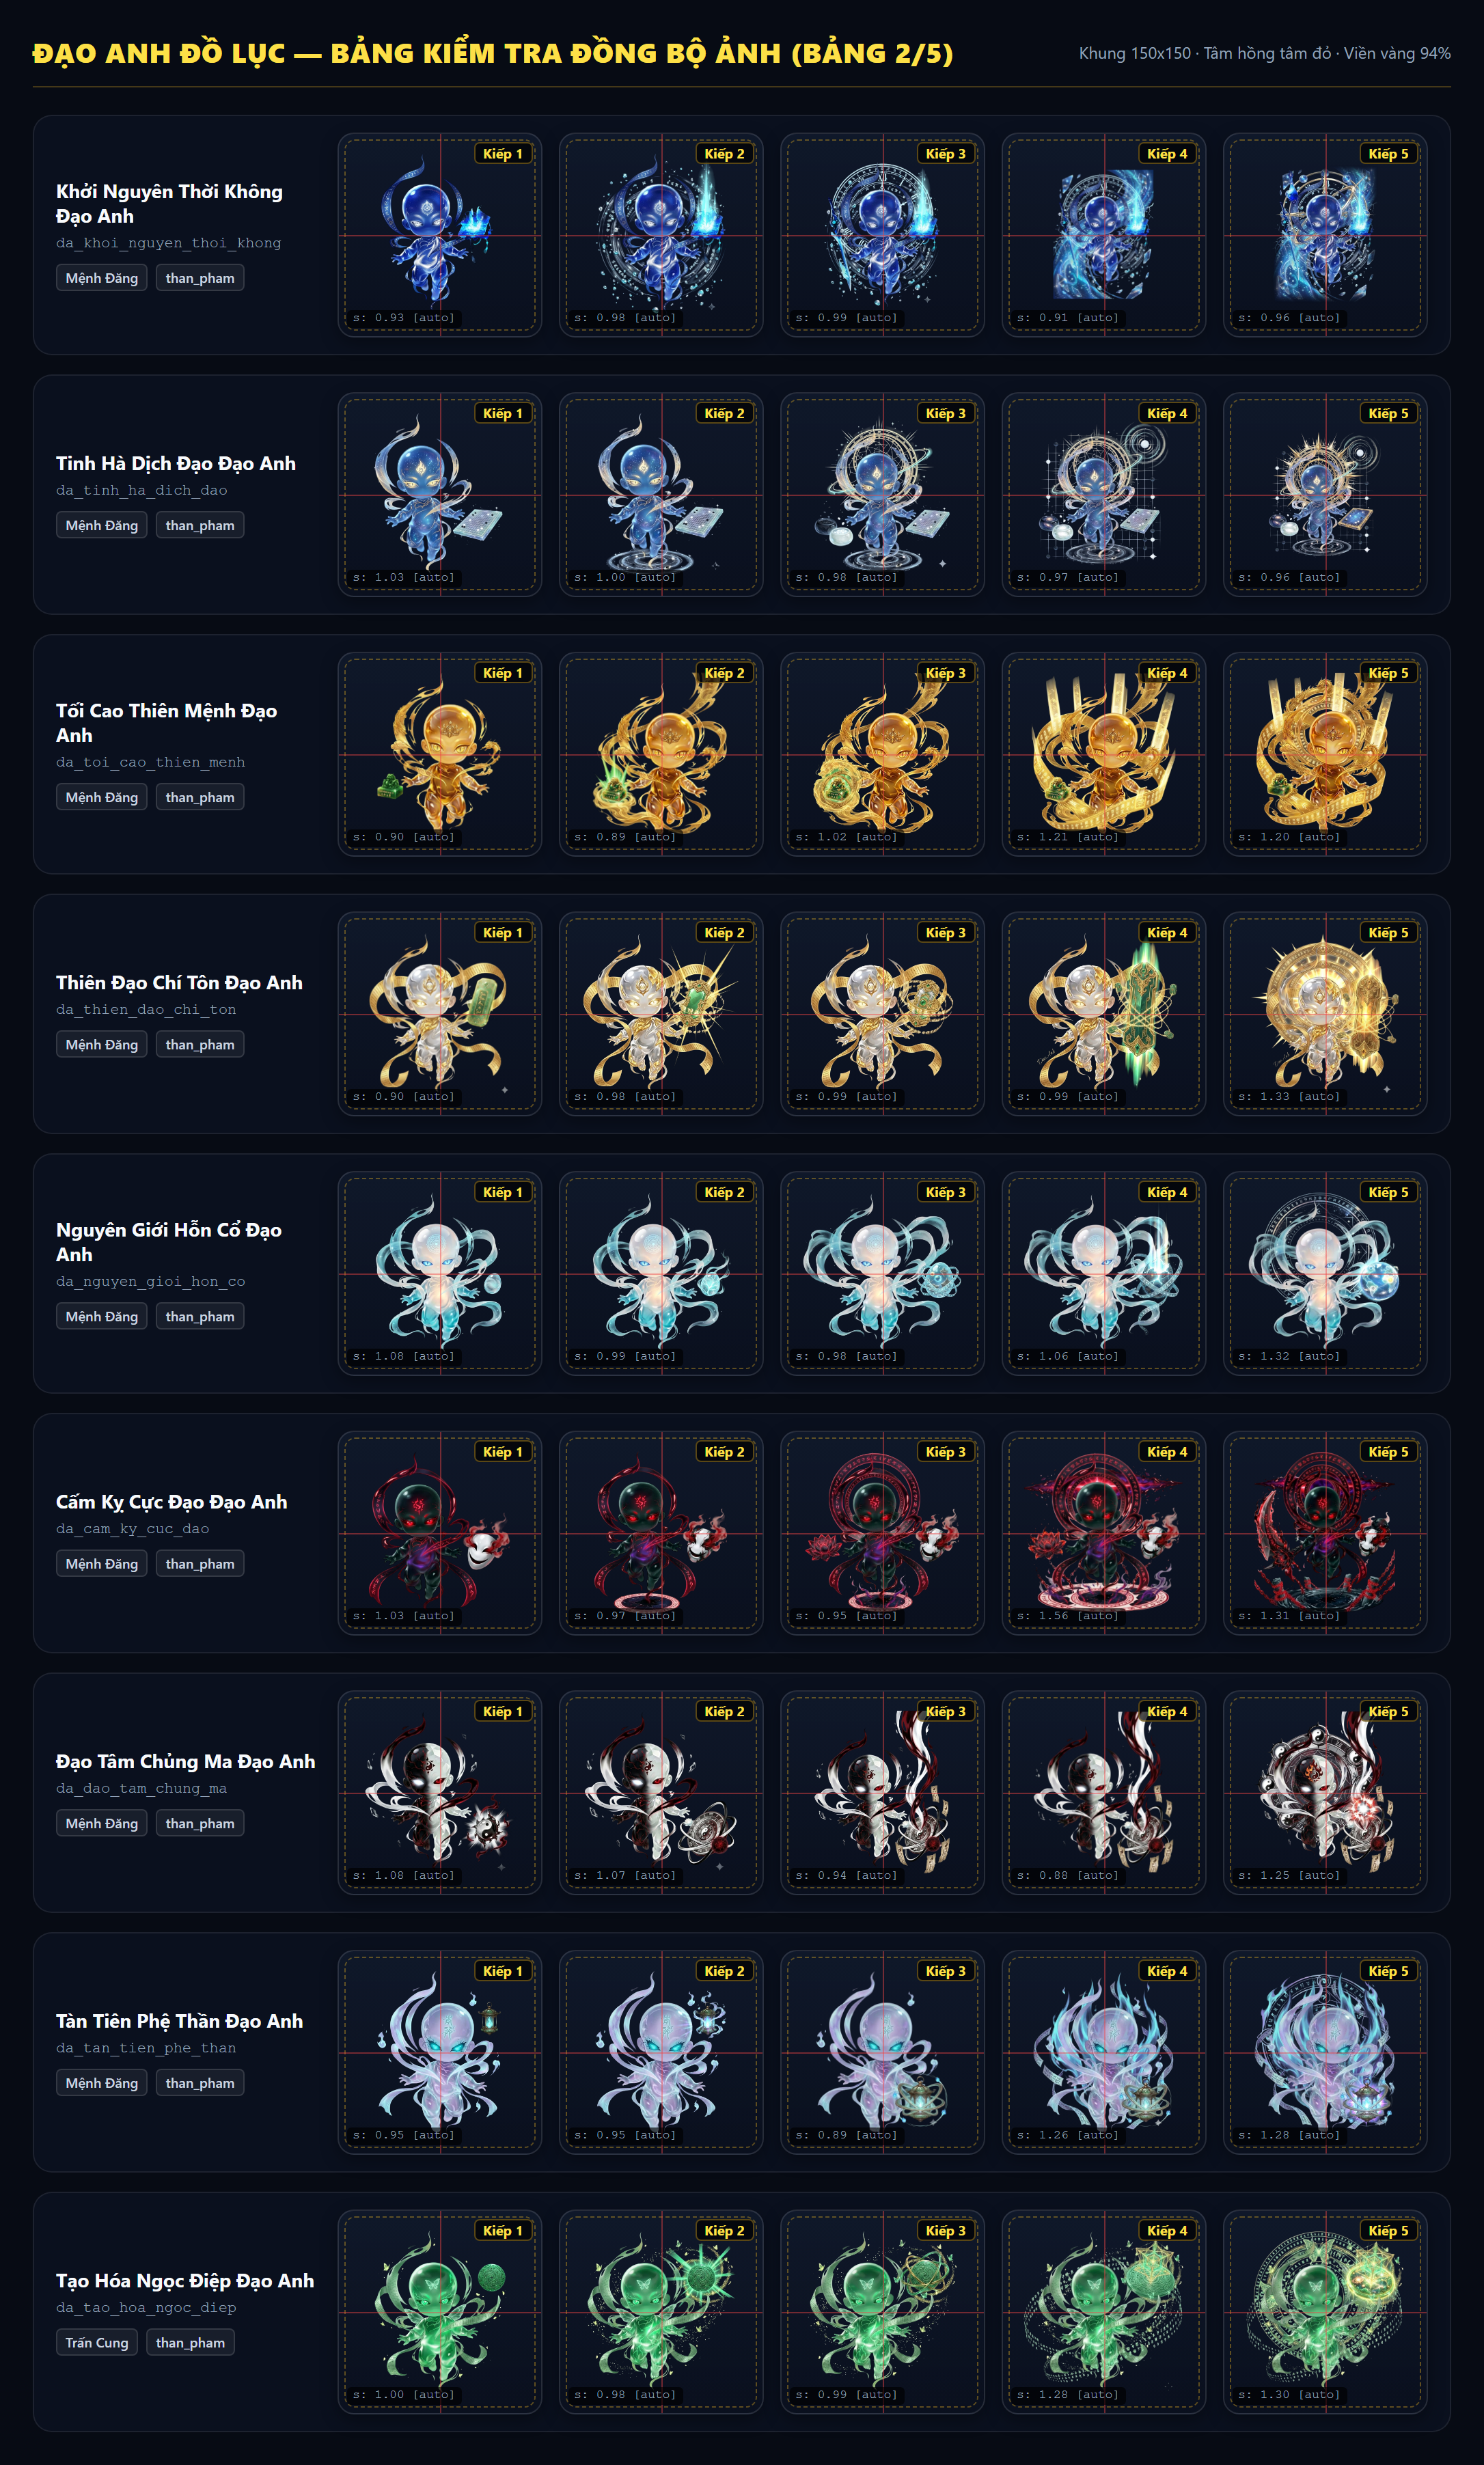 ĐẠO ANH ĐỒ LỤC — BẢNG KIỂM TRA ĐỒNG BỘ ẢNH (BẢNG 2/5)
Khung 150x150 · Tâm hồng tâm đỏ · Viền vàng 94%
Khởi Nguyên Thời Không
Đạo Anh
da_khoi_nguyen_thoi_khong
Mệnh Đăng
than_pham
Kiếp 1
s: 0.93 [auto]
Kiếp 2
s: 0.98 [auto]
Kiếp 3
s: 0.99 [auto]
Kiếp 4
s: 0.91 [auto]
Kiếp 5
s: 0.96 [auto]
Tinh Hà Dịch Đạo Đạo Anh
da_tinh_ha_dich_dao
Mệnh Đăng
than_pham
Kiếp 1
s: 1.03 [auto]
Kiếp 2
s: 1.00 [auto]
Kiếp 3
s: 0.98 [auto]
Kiếp 4
s: 0.97 [auto]
Kiếp 5
s: 0.96 [auto]
Tối Cao Thiên Mệnh Đạo
Anh
da_toi_cao_thien_menh
Mệnh Đăng
than_pham
Kiếp 1
s: 0.90 [auto]
Kiếp 2
s: 0.89 [auto]
Kiếp 3
s: 1.02 [auto]
Kiếp 4
s: 1.21 [auto]
Kiếp 5
s: 1.20 [auto]
Thiên Đạo Chí Tôn Đạo Anh
da_thien_dao_chi_ton
Mệnh Đăng
than_pham
Kiếp 1
s: 0.90 [auto]
Kiếp 2
s: 0.98 [auto]
Kiếp 3
s: 0.99 [auto]
Kiếp 4
s: 0.99 [auto]
Kiếp 5
s: 1.33 [auto]
Nguyên Giới Hỗn Cổ Đạo
Anh
da_nguyen_gioi_hon_co
Mệnh Đăng
than_pham
Kiếp 1
s: 1.08 [auto]
Kiếp 2
s: 0.99 [auto]
Kiếp 3
s: 0.98 [auto]
Kiếp 4
s: 1.06 [auto]
Kiếp 5
s: 1.32 [auto]
Cấm Kỵ Cực Đạo Đạo Anh
da_cam_ky_cuc_dao
Mệnh Đăng
than_pham
Kiếp 1
s: 1.03 [auto]
Kiếp 2
s: 0.97 [auto]
Kiếp 3
s: 0.95 [auto]
Kiếp 4
s: 1.56 [auto]
Kiếp 5
s: 1.31 [auto]
Đạo Tâm Chủng Ma Đạo Anh
da_dao_tam_chung_ma
Mệnh Đăng
than_pham
Kiếp 1
s: 1.08 [auto]
Kiếp 2
s: 1.07 [auto]
Kiếp 3
s: 0.94 [auto]
Kiếp 4
s: 0.88 [auto]
Kiếp 5
s: 1.25 [auto]
Tàn Tiên Phệ Thần Đạo Anh
da_tan_tien_phe_than
Mệnh Đăng
than_pham
Kiếp 1
s: 0.95 [auto]
Kiếp 2
s: 0.95 [auto]
Kiếp 3
s: 0.89 [auto]
Kiếp 4
s: 1.26 [auto]
Kiếp 5
s: 1.28 [auto]
Tạo Hóa Ngọc Điệp Đạo Anh
da_tao_hoa_ngoc_diep
Trấn Cung
than_pham
Kiếp 1
s: 1.00 [auto]
Kiếp 2
s: 0.98 [auto]
Kiếp 3
s: 0.99 [auto]
Kiếp 4
s: 1.28 [auto]
Kiếp 5
s: 1.30 [auto]